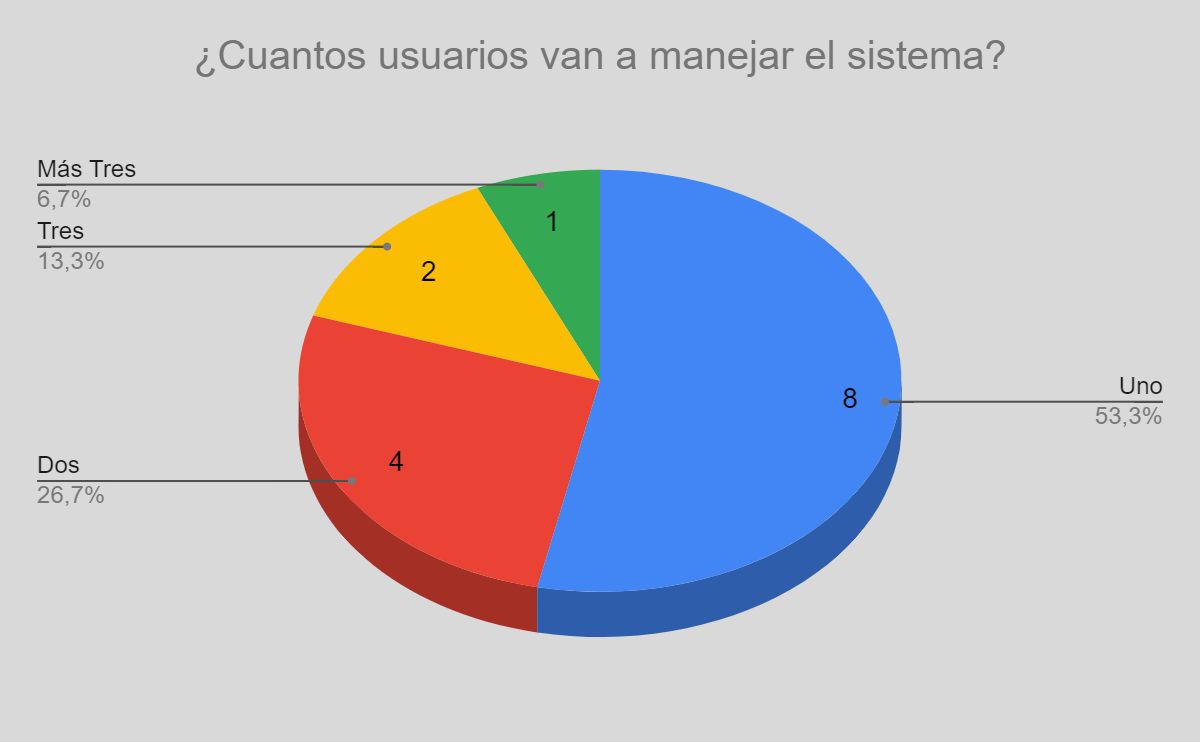 ¿Cuantos usuarios van a manejar el sistema?
Más Tres
6,7%
Tres
13,3%
Dos
26,7%
1
2
4
8
Uno
53,3%